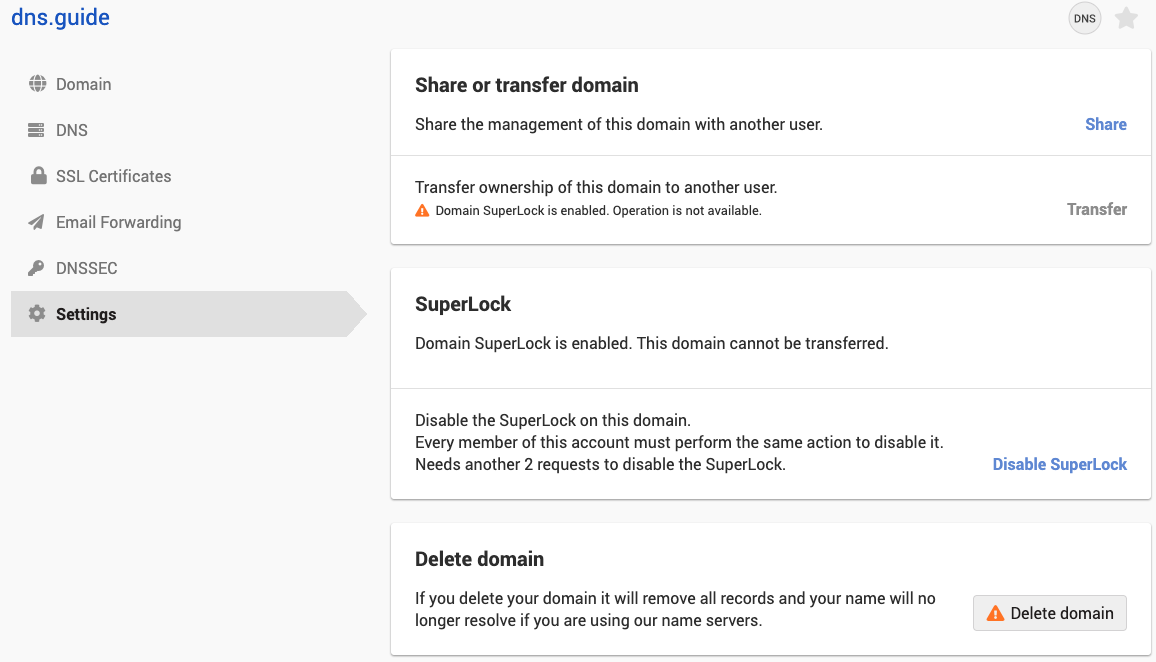 dns.guide
DNS
Domain
DNS
SSL Certificates
Email Forwarding
DNSSEC
Settings
Share or transfer domain
Share the management of this domain with another user.
Share
Transfer ownership of this domain to another user.
Domain SuperLock is enabled. Operation is not available.
Transfer
SuperLock
Domain SuperLock is enabled. This domain cannot be transferred.
Disable the SuperLock on this domain.
Every member of this account must perform the same action to disable it.
Needs another 2 requests to disable the SuperLock.
Disable SuperLock
Delete domain
If you delete your domain it will remove all records and your name will no
longer resolve if you are using our name servers.
Delete domain